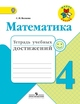 Математика
Тетрадь учебных
достижений
4